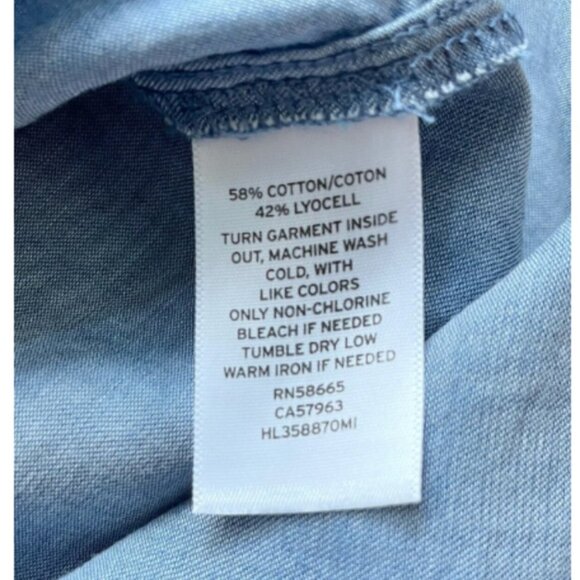 58% COTTON/COTON
42% LYOCELL
TURN GARMENT INSIDE
OUT, MACHINE WASH
COLD, WITH
LIKE COLORS
ONLY NON-CHLORINE
BLEACH IF NEEDED
TUMBLE DRY LOW
WARM IRON IF NEEDED
RN58665
CA57963
HL358870MI